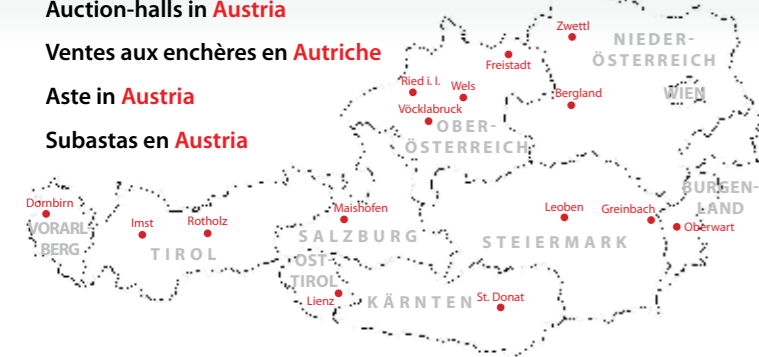 Auction-halls in Austria
Ventes aux enchères en Autriche
Aste in Austria
Subastas en Austria
Zwettl
NIEDER-
ÖSTERREICH
Freistadt
Ried i. I.
Wels
Bergland
WIEN
Vöcklabruck
OBER-
ÖSTERREICH
BURGEN-
LAND
Dornbirn
Imst
Rotholz
Maishofen
Leoben
Greinbach
Oberwart
VORARL-
BERG
TIROL
SALZBURG
STEIERMARK
OST-
TIROL
Lienz
KÄRNTEN
St. Donat